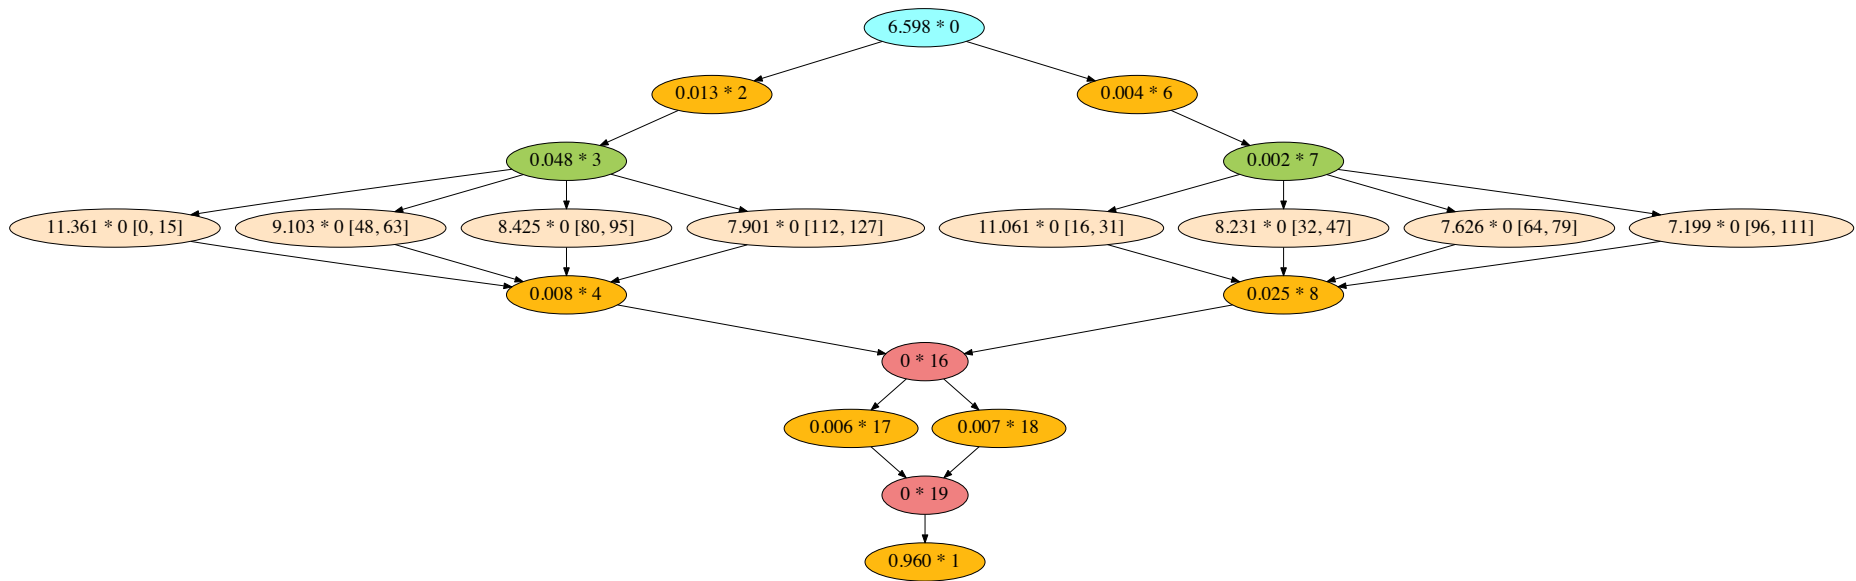 6.598 * 0
0.013 * 2
0.004 * 6
0.048 * 3
0.002 * 7
11.361 * 0 [0, 15]
9.103 * 0 [48, 63]
8.425 * 0 [80, 95]
7.901 * 0 [112, 127]
11.061 * 0 [16, 31]
8.231 * 0 [32, 47]
7.626 * 0 [64, 79]
7.199 * 0 [96, 111]
0.008 * 4
0.025 * 8
0 * 16
0.006 * 17
0.007 * 18
0 * 19
0.960 * 1